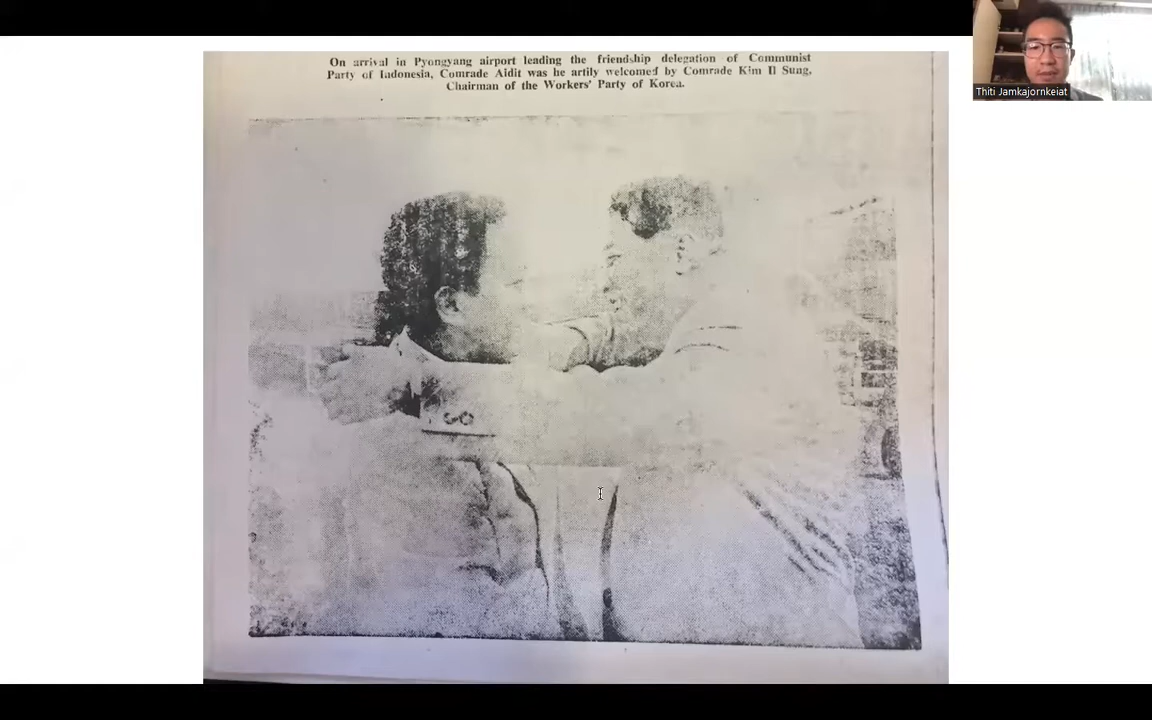 On arrival in Pyongyang airport leading the friendship delegation of Communist
Party of Indonesia, Comrade Aidit was he artily welcomed by Comrade Kim Il Sung,
Chairman of the Workers' Party of Korea.
Thiti Jamkajornkeiat